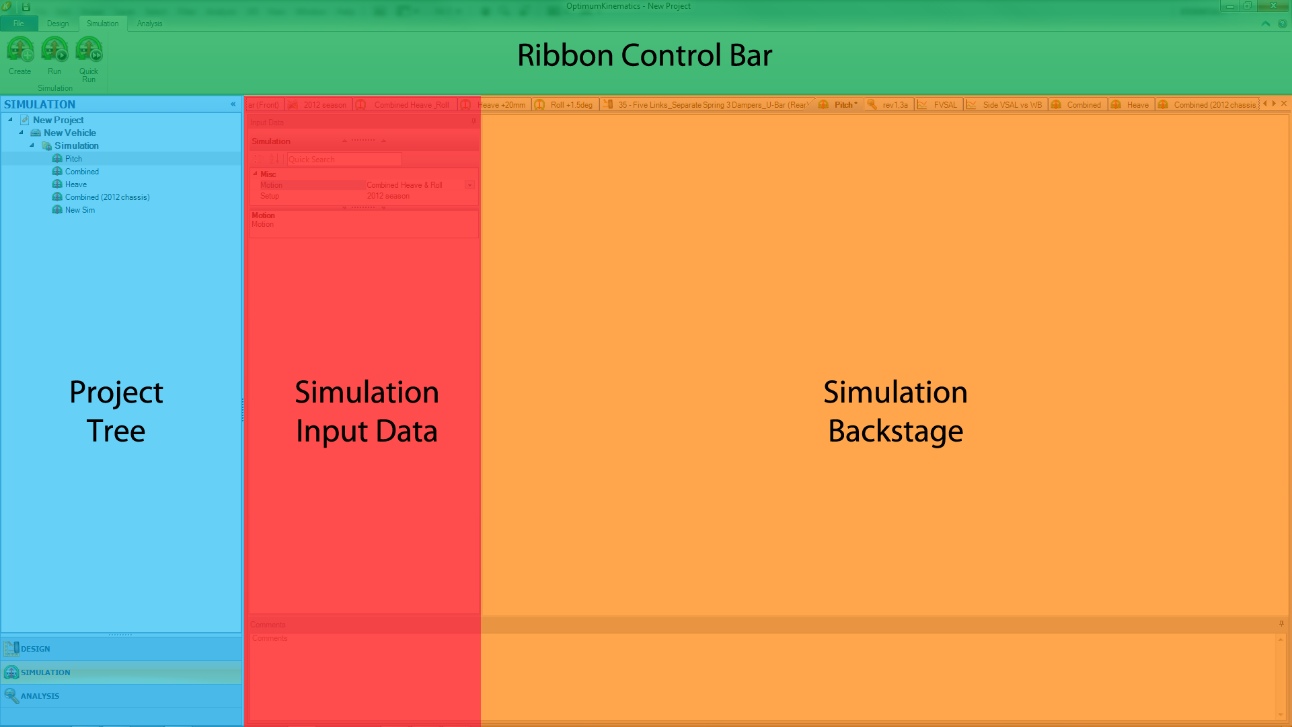 OptimumKinematics - New Project
File Design Simulation Analysis
Ribbon Control Bar
Create Run Quick
Run
Simulation
SIMULATION
ar (Front) 2012 season Combined Heave_Roll Heave +20mm Roll +1.5deg 35 - Five Links_Separate Spring 3 Dampers_U-Bar (Rear) Pitch * rev1,3a FVSAL Side VSAL vs WB Combined Heave Combined (2012 chassis
New Project
New Vehicle
Simulation
Pitch
Combined
Heave
Combined (2012 chassis)
New Sim
Input Data
Simulation
Quick Search
Misc
Motion Combined Heave & Roll
Setup 2012 season
Motion
Motion
Project
Tree
Simulation
Input Data
Simulation
Backstage
Comments
Comments
DESIGN
SIMULATION
ANALYSIS